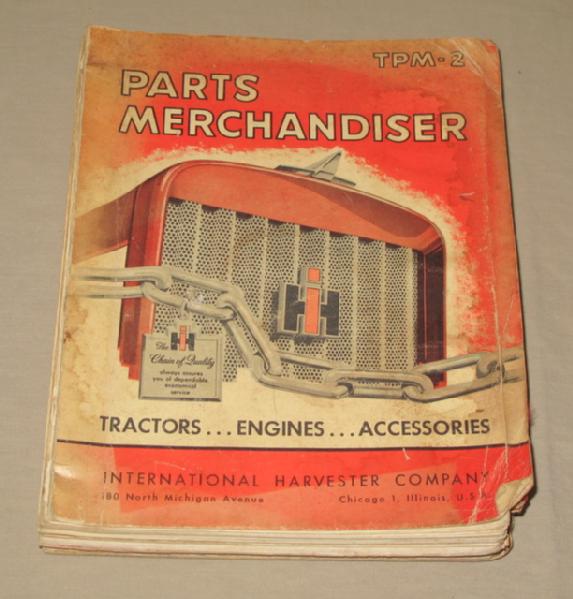 TPM-2
PARTS
MERCHANDISER
IH
IH
The
"Chain of Quality"
always assures
you of dependable
economical
service
TRACTORS...ENGINES...ACCESSORIES
INTERNATIONAL HARVESTER COMPANY
180 North Michigan Avenue Chicago 1, Illinois, U.S.A.